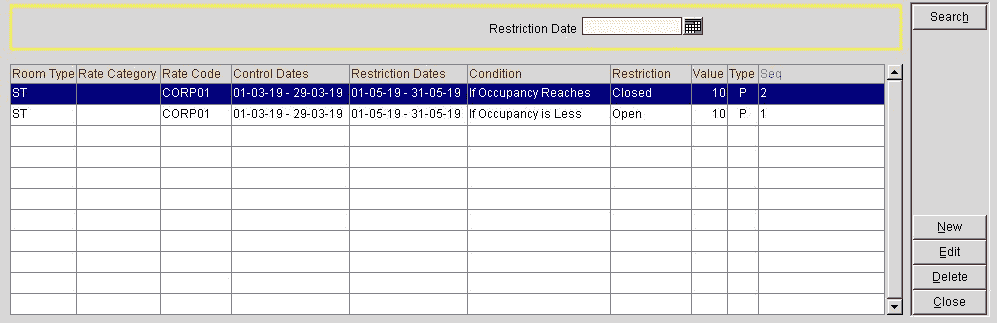 Restriction Date
Search
Room Type Rate Category Rate Code Control Dates Restriction Dates Condition Restriction Value Type Seq
ST CORP01 01-03-19 - 29-03-19 01-05-19 - 31-05-19 If Occupancy Reaches Closed 10 P 2
ST CORP01 01-03-19 - 29-03-19 01-05-19 - 31-05-19 If Occupancy is Less Open 10 P 1
New
Edit
Delete
Close